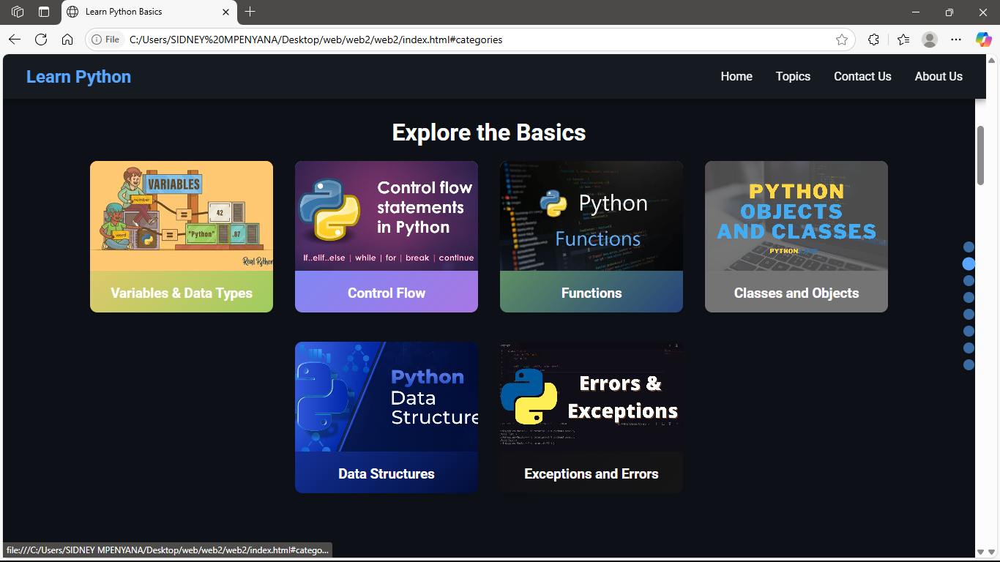 Learn Python Basics
File
C:/Users/SIDNEY%20MPENYANA/Desktop/web/web2/web2/index.html#categories
Learn Python
Home
Topics
Contact Us
About Us
Explore the Basics
VARIABLES
number
=
42
word
=
"Python"
.87
Real Python
Variables & Data Types
Control flow
statements
in Python
If..elif..else | while | for | break | continue
Control Flow
Python
Functions
Functions
PYTHON
OBJECTS
AND CLASSES
Classes and Objects
Python
Data
Structure
Data Structures
Errors &
Exceptions
Exceptions and Errors
file:///C:/Users/SIDNEY MPENYANA/Desktop/web/web2/web2/index.html#catego...